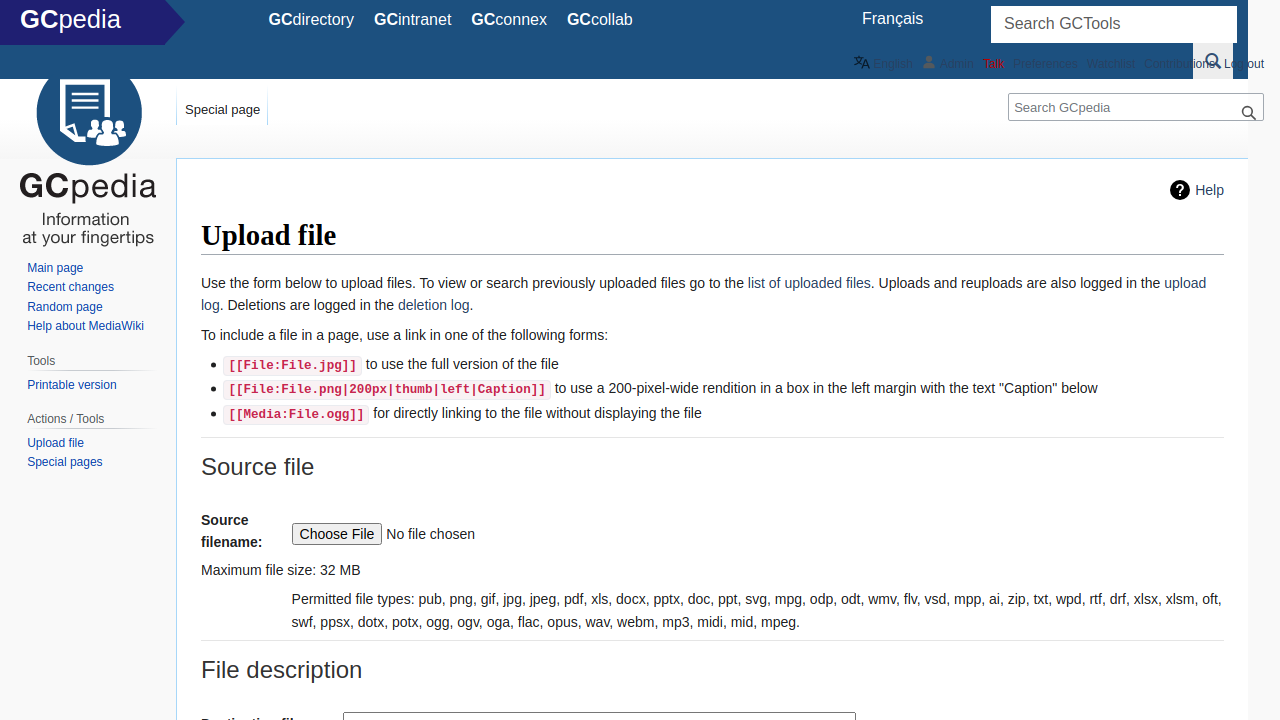 GCpedia
GCdirectory GCintranet GCconnex GCcollab
Français
Search GCTools
English Admin Talk Preferences Watchlist Contributions Log out
Special page
Search GCpedia
GCpedia
Information
at your fingertips
Main page
Recent changes
Random page
Help about MediaWiki
Tools
Printable version
Actions / Tools
Upload file
Special pages
Help
Upload file
Use the form below to upload files. To view or search previously uploaded files go to the list of uploaded files. Uploads and reuploads are also logged in the upload
log. Deletions are logged in the deletion log.
To include a file in a page, use a link in one of the following forms:
• [[File:File.jpg]] to use the full version of the file
• [[File:File.png|200px|thumb|left|Caption]] to use a 200-pixel-wide rendition in a box in the left margin with the text "Caption" below
• [[Media:File.ogg]] for directly linking to the file without displaying the file
Source file
Source
filename:
Choose File No file chosen
Maximum file size: 32 MB
Permitted file types: pub, png, gif, jpg, jpeg, pdf, xls, docx, pptx, doc, ppt, svg, mpg, odp, odt, wmv, flv, vsd, mpp, ai, zip, txt, wpd, rtf, drf, xlsx, xlsm, oft,
swf, ppsx, dotx, potx, ogg, ogv, oga, flac, opus, wav, webm, mp3, midi, mid, mpeg.
File description